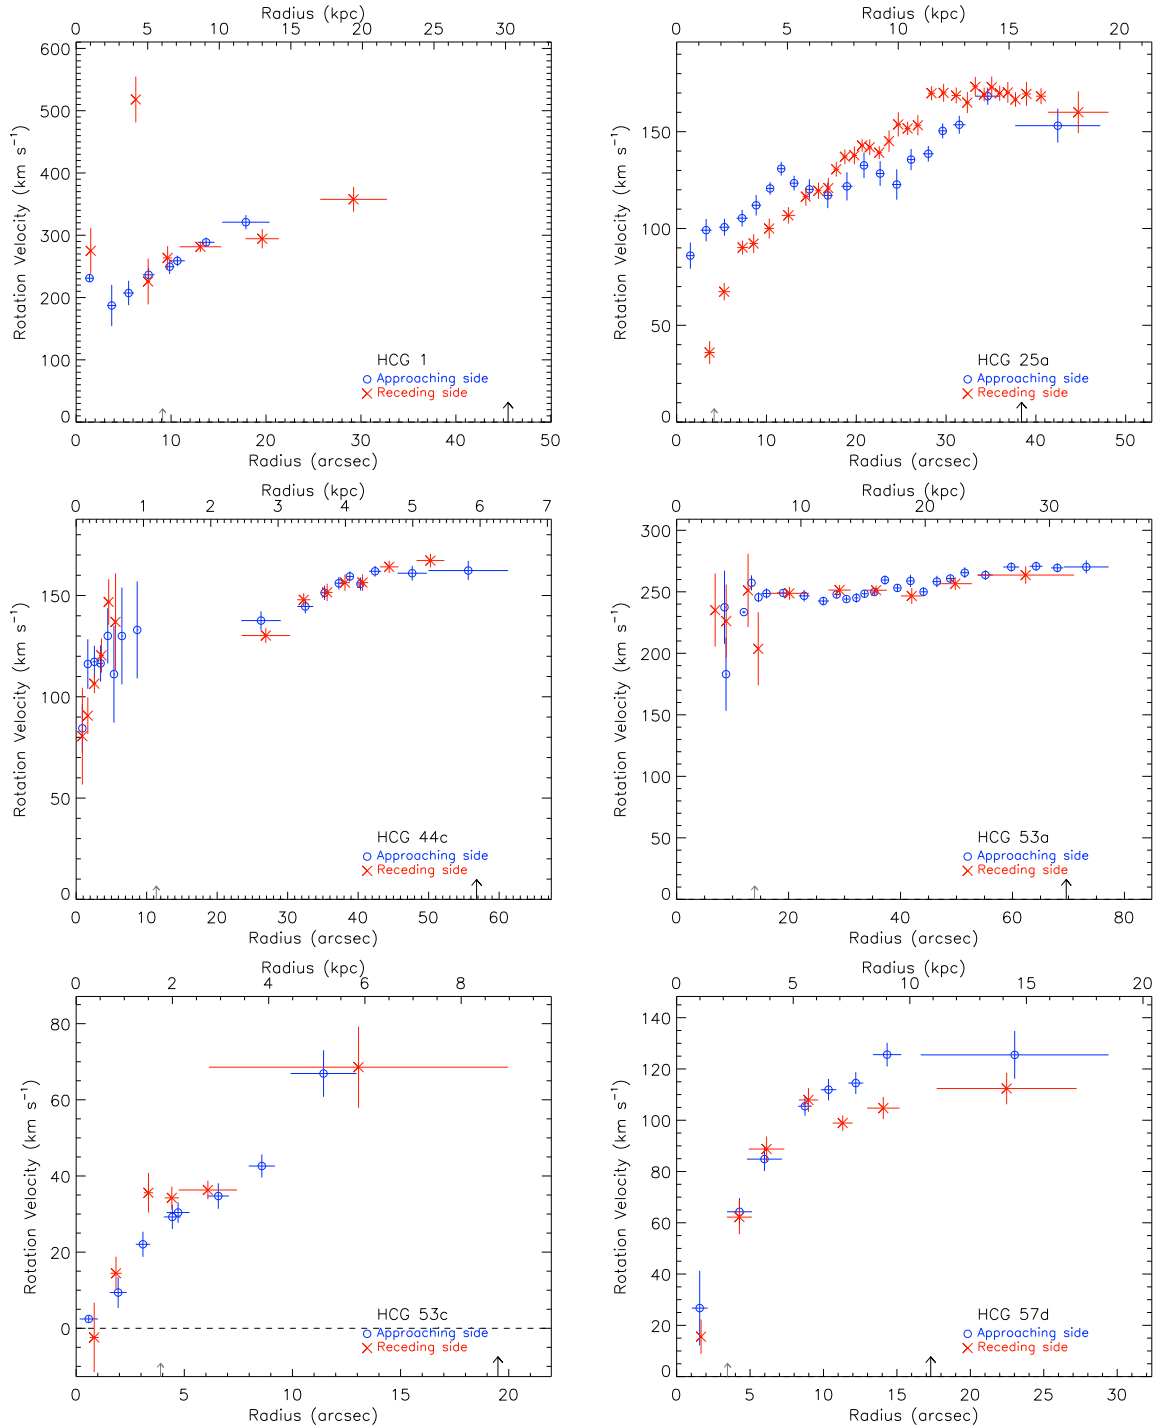 Radius (kpc)
0 5 10 15 20 25 30
600
500
400
300
200
100
0
Rotation Velocity (km s⁻¹)
HCG 1
Approaching side
Receding side
0 10 20 30 40 50
Radius (arcsec)
Radius (kpc)
0 5 10 15 20
150
100
50
0
Rotation Velocity (km s⁻¹)
HCG 25a
Approaching side
Receding side
0 10 20 30 40 50
Radius (arcsec)
Radius (kpc)
0 1 2 3 4 5 6 7
150
100
50
0
Rotation Velocity (km s⁻¹)
HCG 44c
Approaching side
Receding side
0 10 20 30 40 50 60
Radius (arcsec)
Radius (kpc)
0 10 20 30
300
250
200
150
100
50
0
Rotation Velocity (km s⁻¹)
HCG 53a
Approaching side
Receding side
0 20 40 60 80
Radius (arcsec)
Radius (kpc)
0 2 4 6 8
80
60
40
20
0
Rotation Velocity (km s⁻¹)
HCG 53c
Approaching side
Receding side
0 5 10 15 20
Radius (arcsec)
Radius (kpc)
0 5 10 15 20
140
120
100
80
60
40
20
0
Rotation Velocity (km s⁻¹)
HCG 57d
Approaching side
Receding side
0 5 10 15 20 25 30
Radius (arcsec)